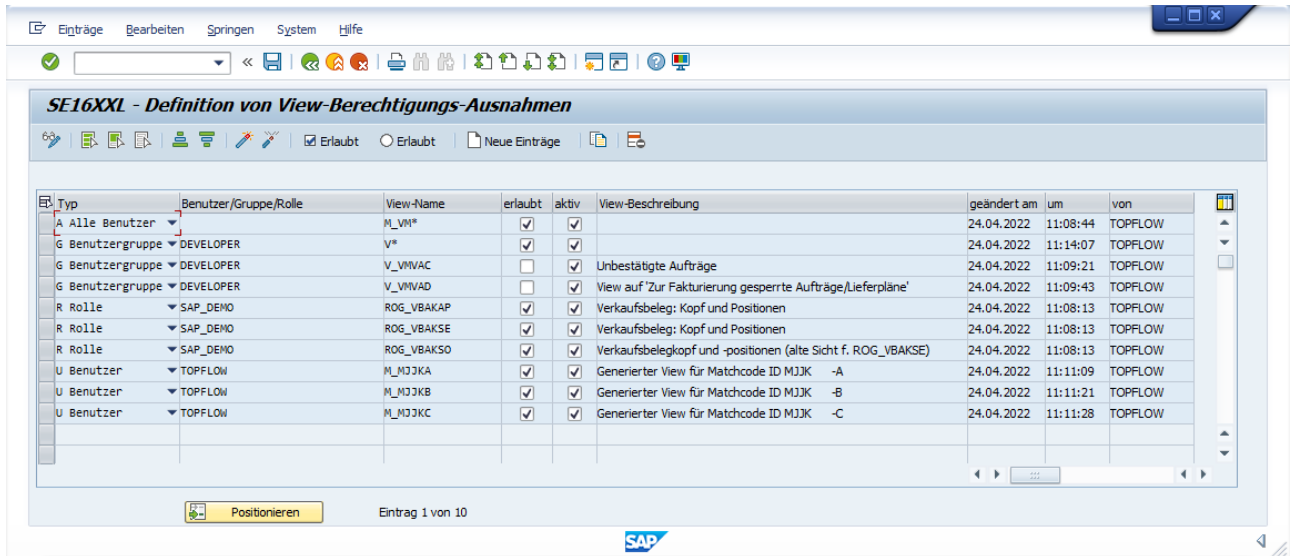 Einträge Bearbeiten Springen System Hilfe
SE16XXL - Definition von View-Berechtigungs-Ausnahmen
Erlaubt Erlaubt Neue Einträge
Typ Benutzer/Gruppe/Rolle View-Name erlaubt aktiv View-Beschreibung geändert am um von
A Alle Benutzer M_VM* 24.04.2022 11:08:44 TOPFLOW
G Benutzergruppe DEVELOPER V* 24.04.2022 11:14:07 TOPFLOW
G Benutzergruppe DEVELOPER V_VMVAC Unbestätigte Aufträge 24.04.2022 11:09:21 TOPFLOW
G Benutzergruppe DEVELOPER V_VMVAD View auf 'Zur Fakturierung gesperrte Aufträge/Lieferpläne' 24.04.2022 11:09:43 TOPFLOW
R Rolle SAP_DEMO ROG_VBAKAP Verkaufsbeleg: Kopf und Positionen 24.04.2022 11:08:13 TOPFLOW
R Rolle SAP_DEMO ROG_VBAKSE Verkaufsbeleg: Kopf und Positionen 24.04.2022 11:08:13 TOPFLOW
R Rolle SAP_DEMO ROG_VBAKSO Verkaufsbelegkopf und -positionen (alte Sicht f. ROG_VBAKSE) 24.04.2022 11:08:13 TOPFLOW
U Benutzer TOPFLOW M_MJJKA Generierter View für Matchcode ID MJJK -A 24.04.2022 11:11:09 TOPFLOW
U Benutzer TOPFLOW M_MJJKB Generierter View für Matchcode ID MJJK -B 24.04.2022 11:11:21 TOPFLOW
U Benutzer TOPFLOW M_MJJKC Generierter View für Matchcode ID MJJK -C 24.04.2022 11:11:28 TOPFLOW
Positionieren Eintrag 1 von 10
SAP